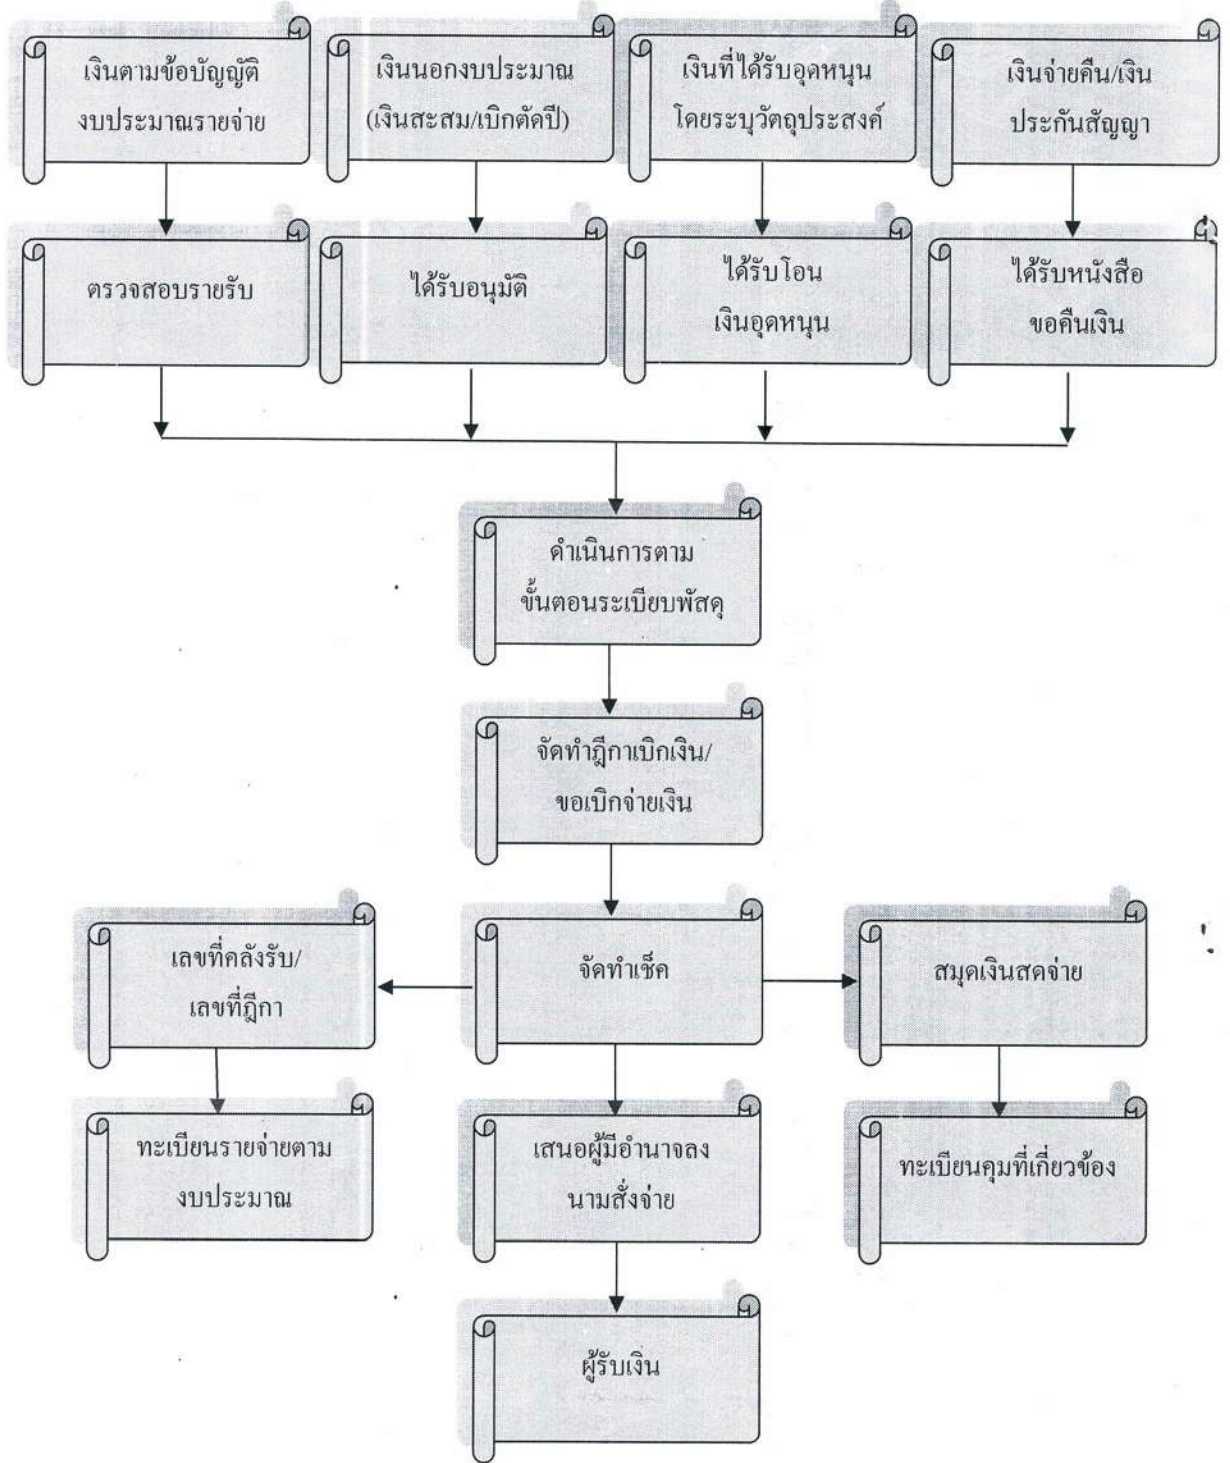 เงินตามข้อบัญญัติ
งบประมาณรายจ่าย
เงินนอกงบประมาณ
(เงินสะสม/เบิกตัดปี)
เงินที่ได้รับอุดหนุน
โดยระบุวัตถุประสงค์
เงินจ่ายคืน/เงิน
ประกันสัญญา
ตรวจสอบรายรับ
ได้รับอนุมัติ
ได้รับโอน
เงินอุดหนุน
ได้รับหนังสือ
ขอคืนเงิน
ดำเนินการตาม
ขั้นตอนระเบียบพัสดุ
จัดทำฎีกาเบิกเงิน/
ขอเบิกจ่ายเงิน
เลขที่คลังรับ/
เลขที่ฎีกา
จัดทำเช็ค
สมุดเงินสดจ่าย
ทะเบียนรายจ่ายตาม
งบประมาณ
เสนอผู้มีอำนาจลง
นามสั่งจ่าย
ทะเบียนคุมที่เกี่ยวข้อง
ผู้รับเงิน